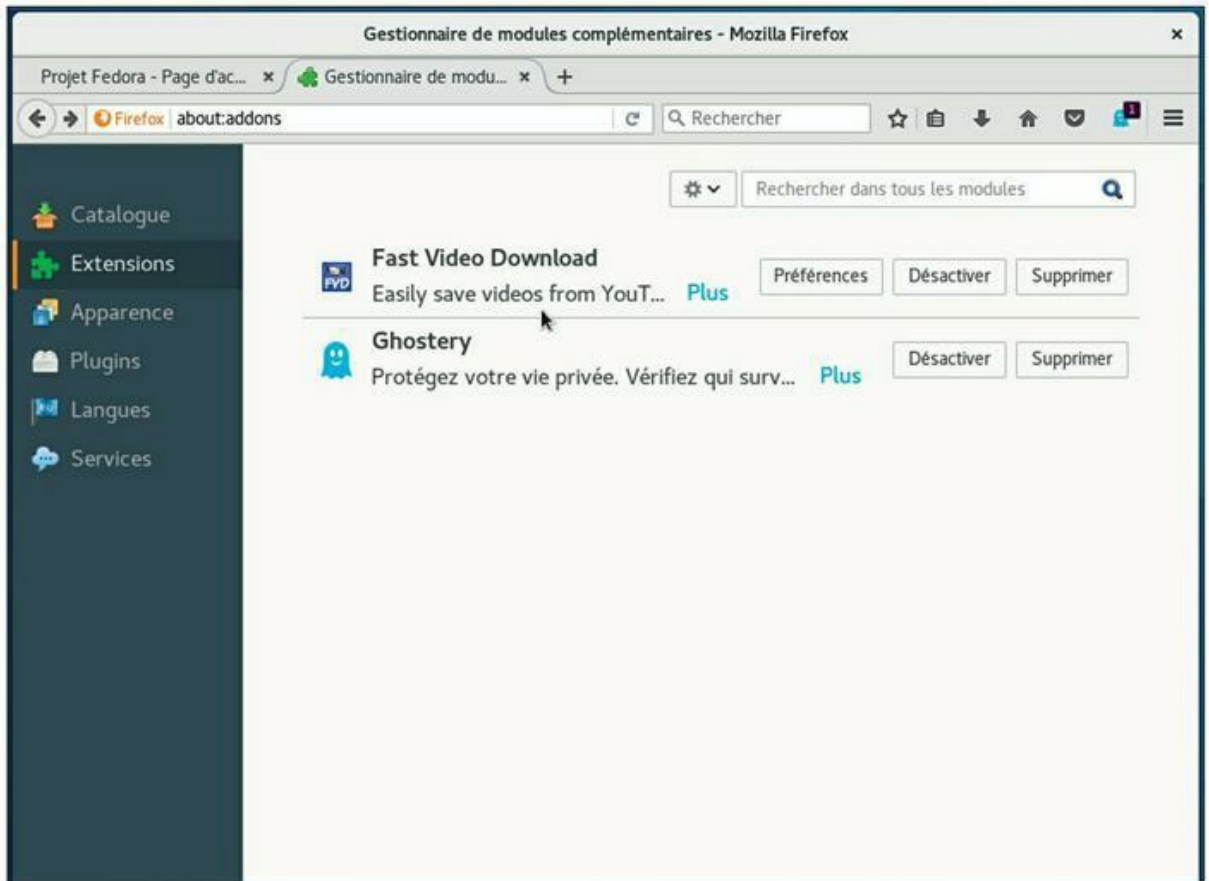 Gestionnaire de modules complémentaires - Mozilla Firefox
Projet Fedora - Page d'ac...
Gestionnaire de modu...
Firefox about:addons
Rechercher
1
Rechercher dans tous les modules
Catalogue
Extensions
Apparence
Plugins
Langues
Services
FVD
Fast Video Download
Easily save videos from YouT... Plus
Préférences Désactiver Supprimer
Ghostery
Protégez votre vie privée. Vérifiez qui surv... Plus
Désactiver Supprimer